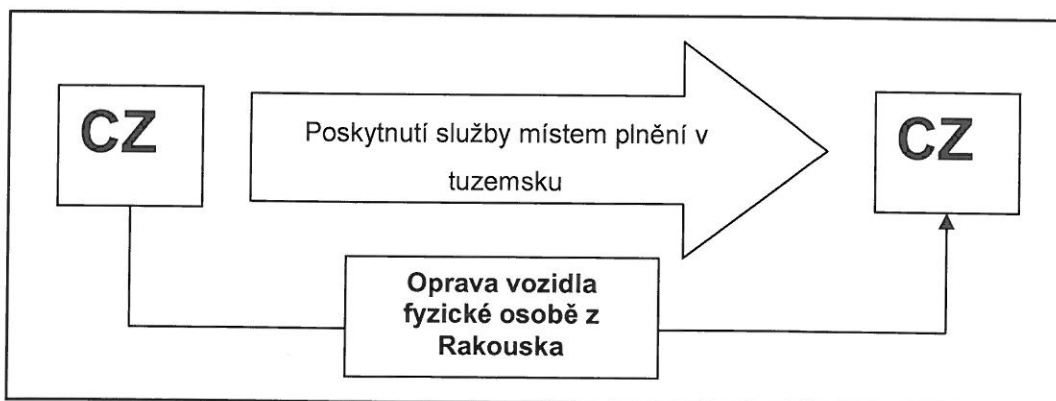 CZ
Poskytnutí služby místem plnění v
tuzemsku
CZ
Oprava vozidla
fyzické osobě z
Rakouska